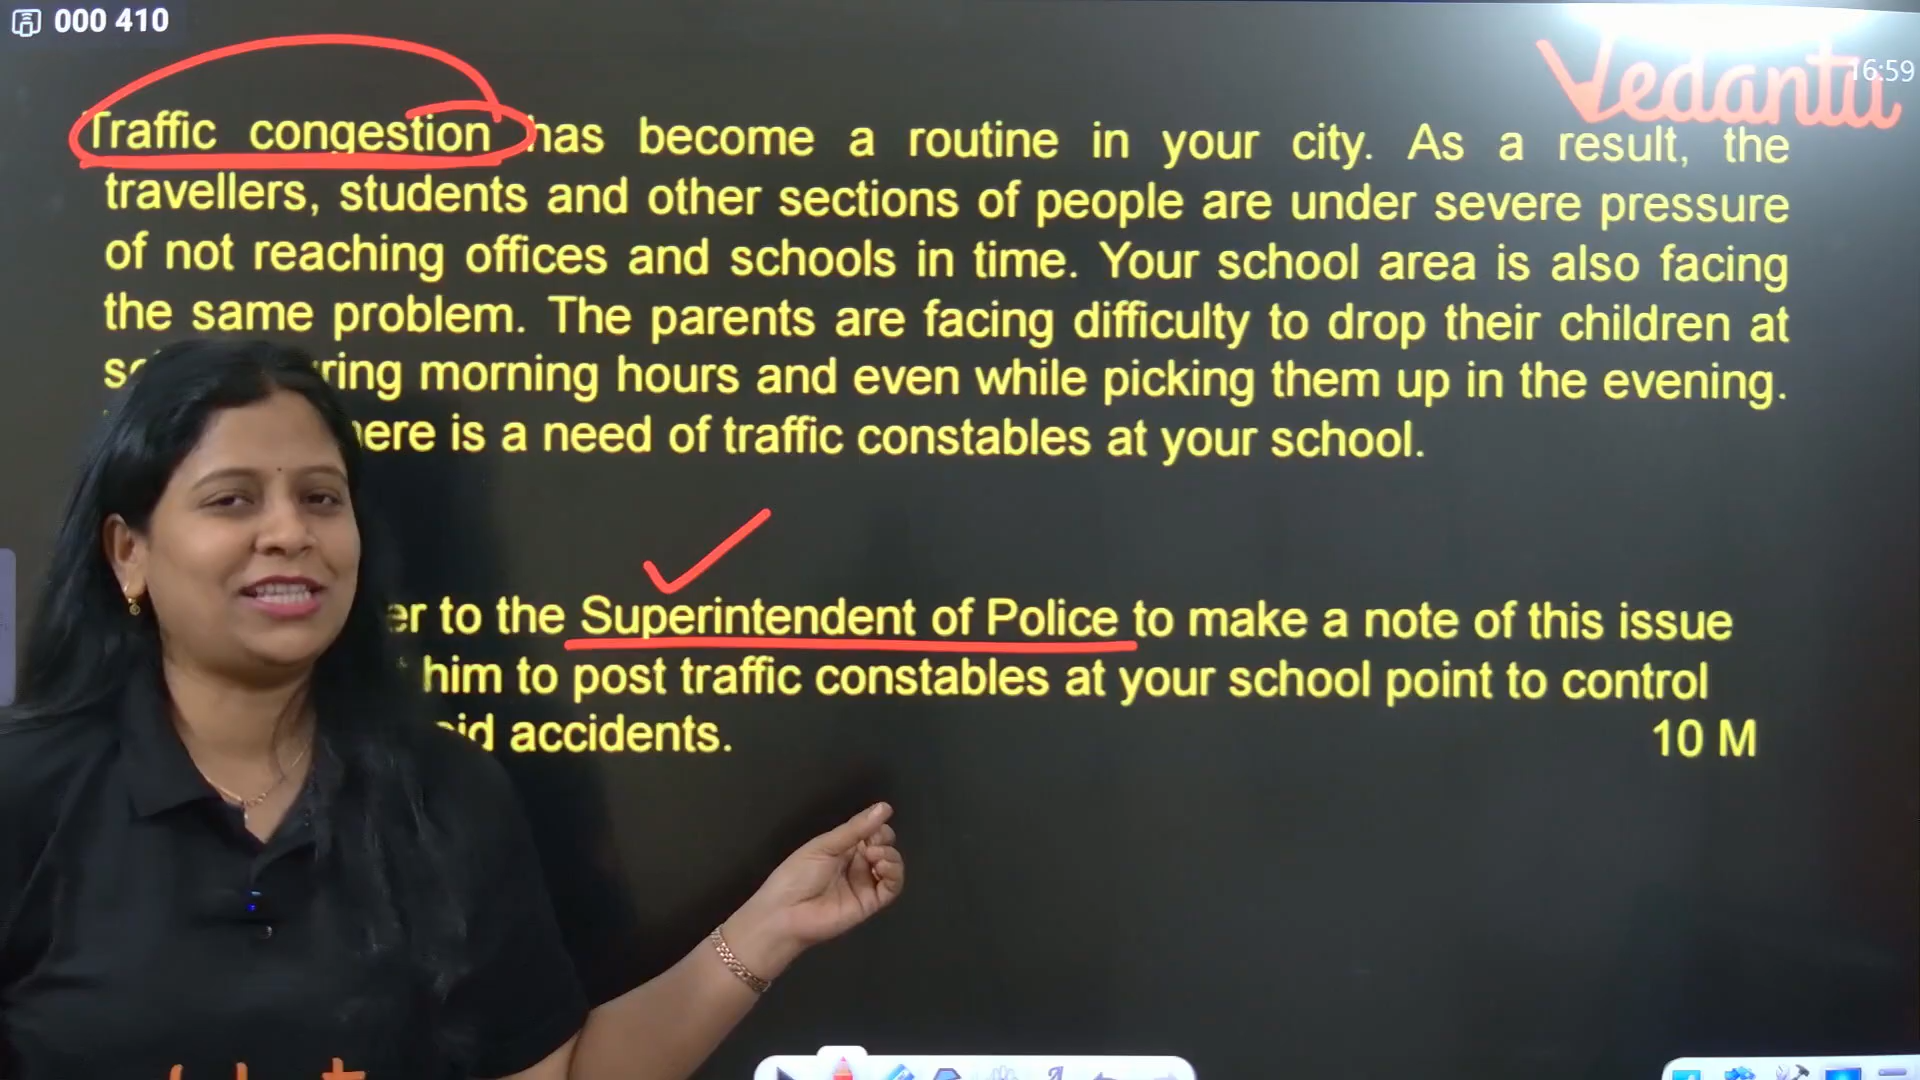 000 410
Vedantu
16:59
Traffic congestion has become a routine in your city. As a result, the
travellers, students and other sections of people are under severe pressure
of not reaching offices and schools in time. Your school area is also facing
the same problem. The parents are facing difficulty to drop their children at
morning hours and even while picking them up in the evening.
is a need of traffic constables at your school.
to the Superintendent of Police to make a note of this issue
him to post traffic constables at your school point to control
accidents.
10 M